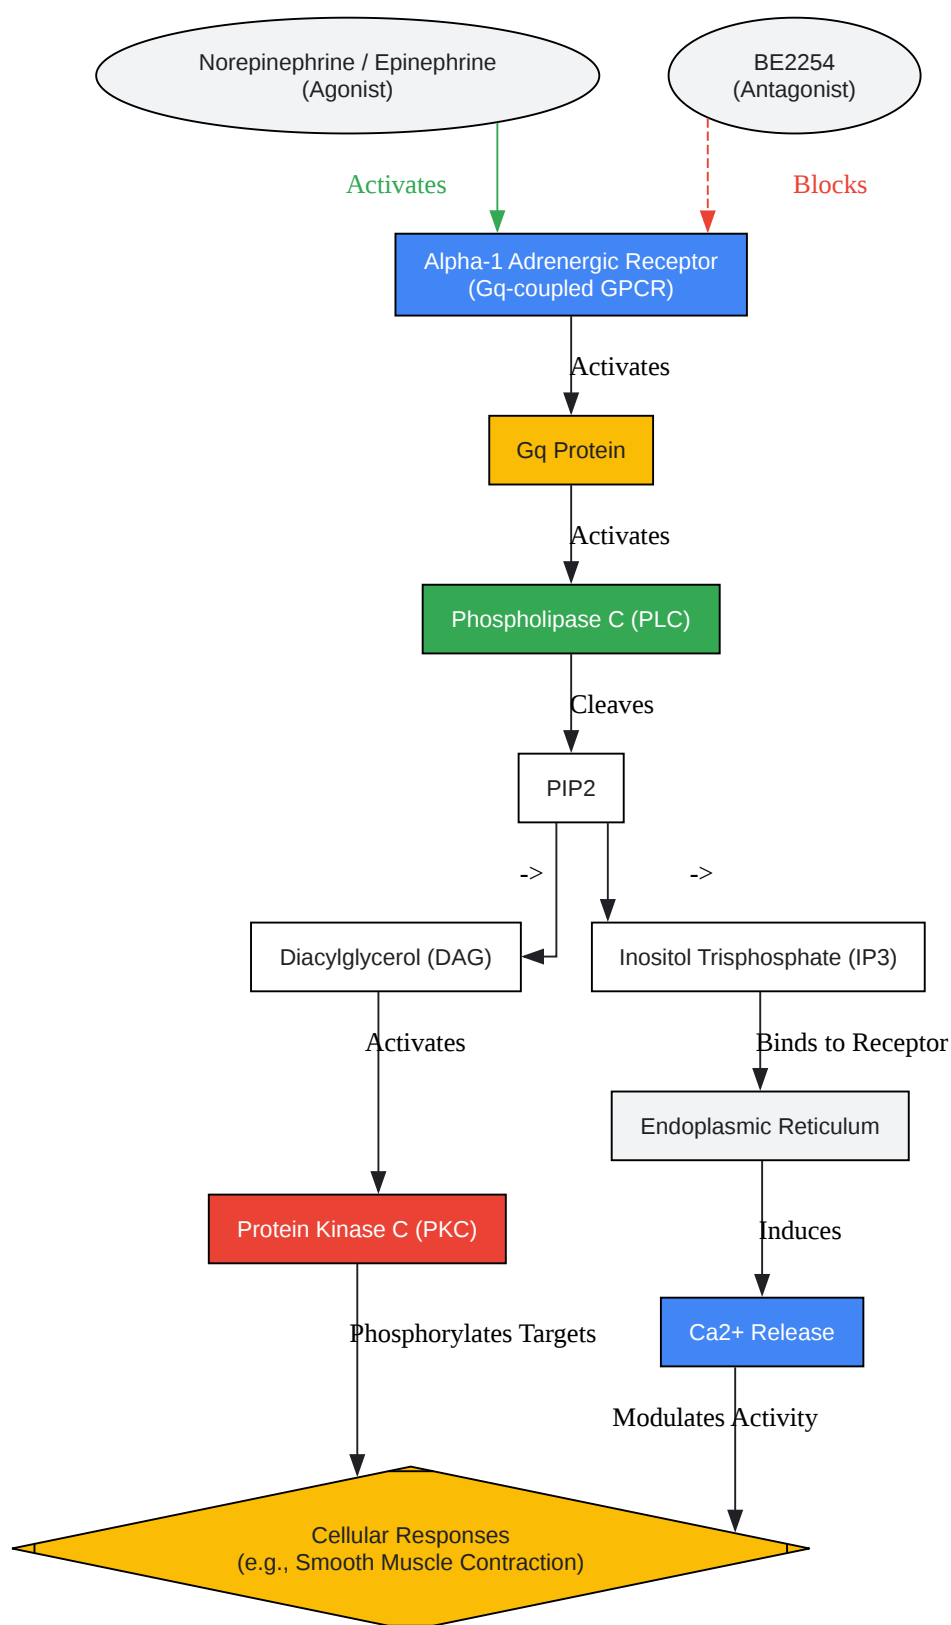 Norepinephrine / Epinephrine
(Agonist)
BE2254
(Antagonist)
Activates
Blocks
Alpha-1 Adrenergic Receptor
(Gq-coupled GPCR)
Activates
Gq Protein
Activates
Phospholipase C (PLC)
Cleaves
PIP2
->
->
Diacylglycerol (DAG)
Inositol Trisphosphate (IP3)
Activates
Binds to Receptor
Endoplasmic Reticulum
Protein Kinase C (PKC)
Induces
Ca2+ Release
Phosphorylates Targets
Modulates Activity
Cellular Responses
(e.g., Smooth Muscle Contraction)